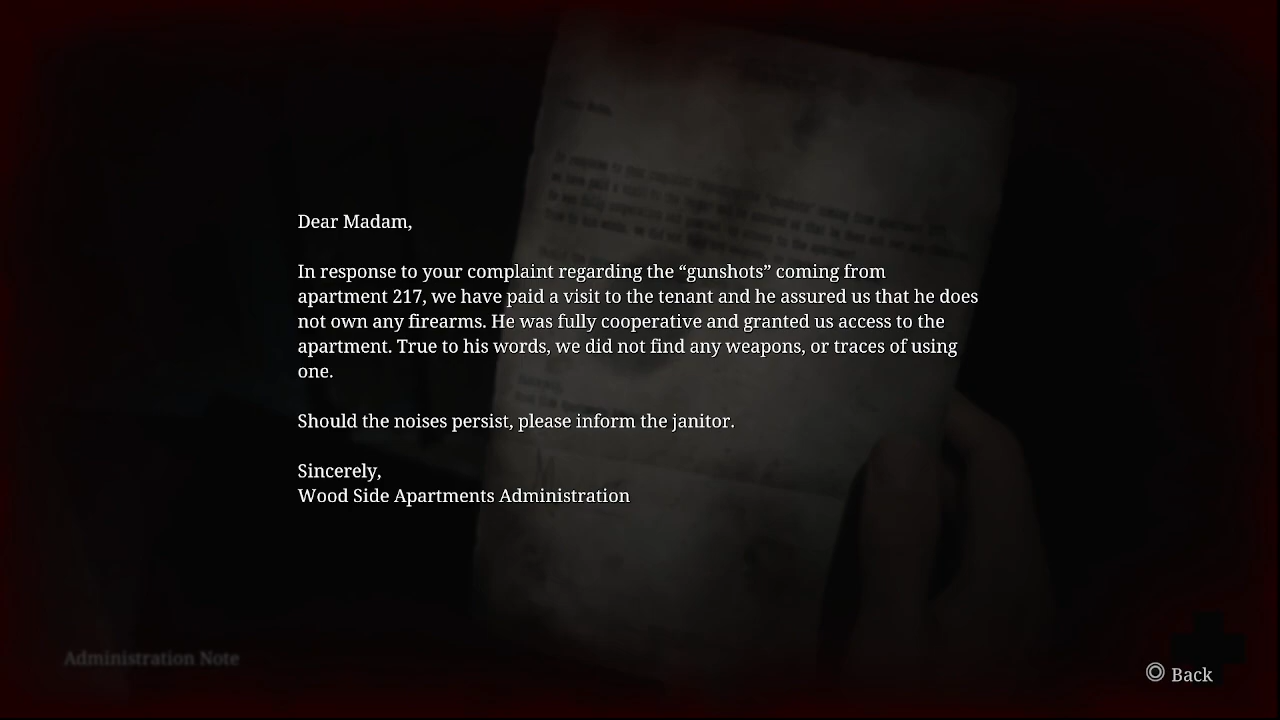 Dear Madam,
In response to your complaint regarding the “gunshots” coming from
apartment 217, we have paid a visit to the tenant and he assured us that he does
not own any firearms. He was fully cooperative and granted us access to the
apartment. True to his words, we did not find any weapons, or traces of using
one.
Should the noises persist, please inform the janitor.
Sincerely,
Wood Side Apartments Administration
Administration Note
Back